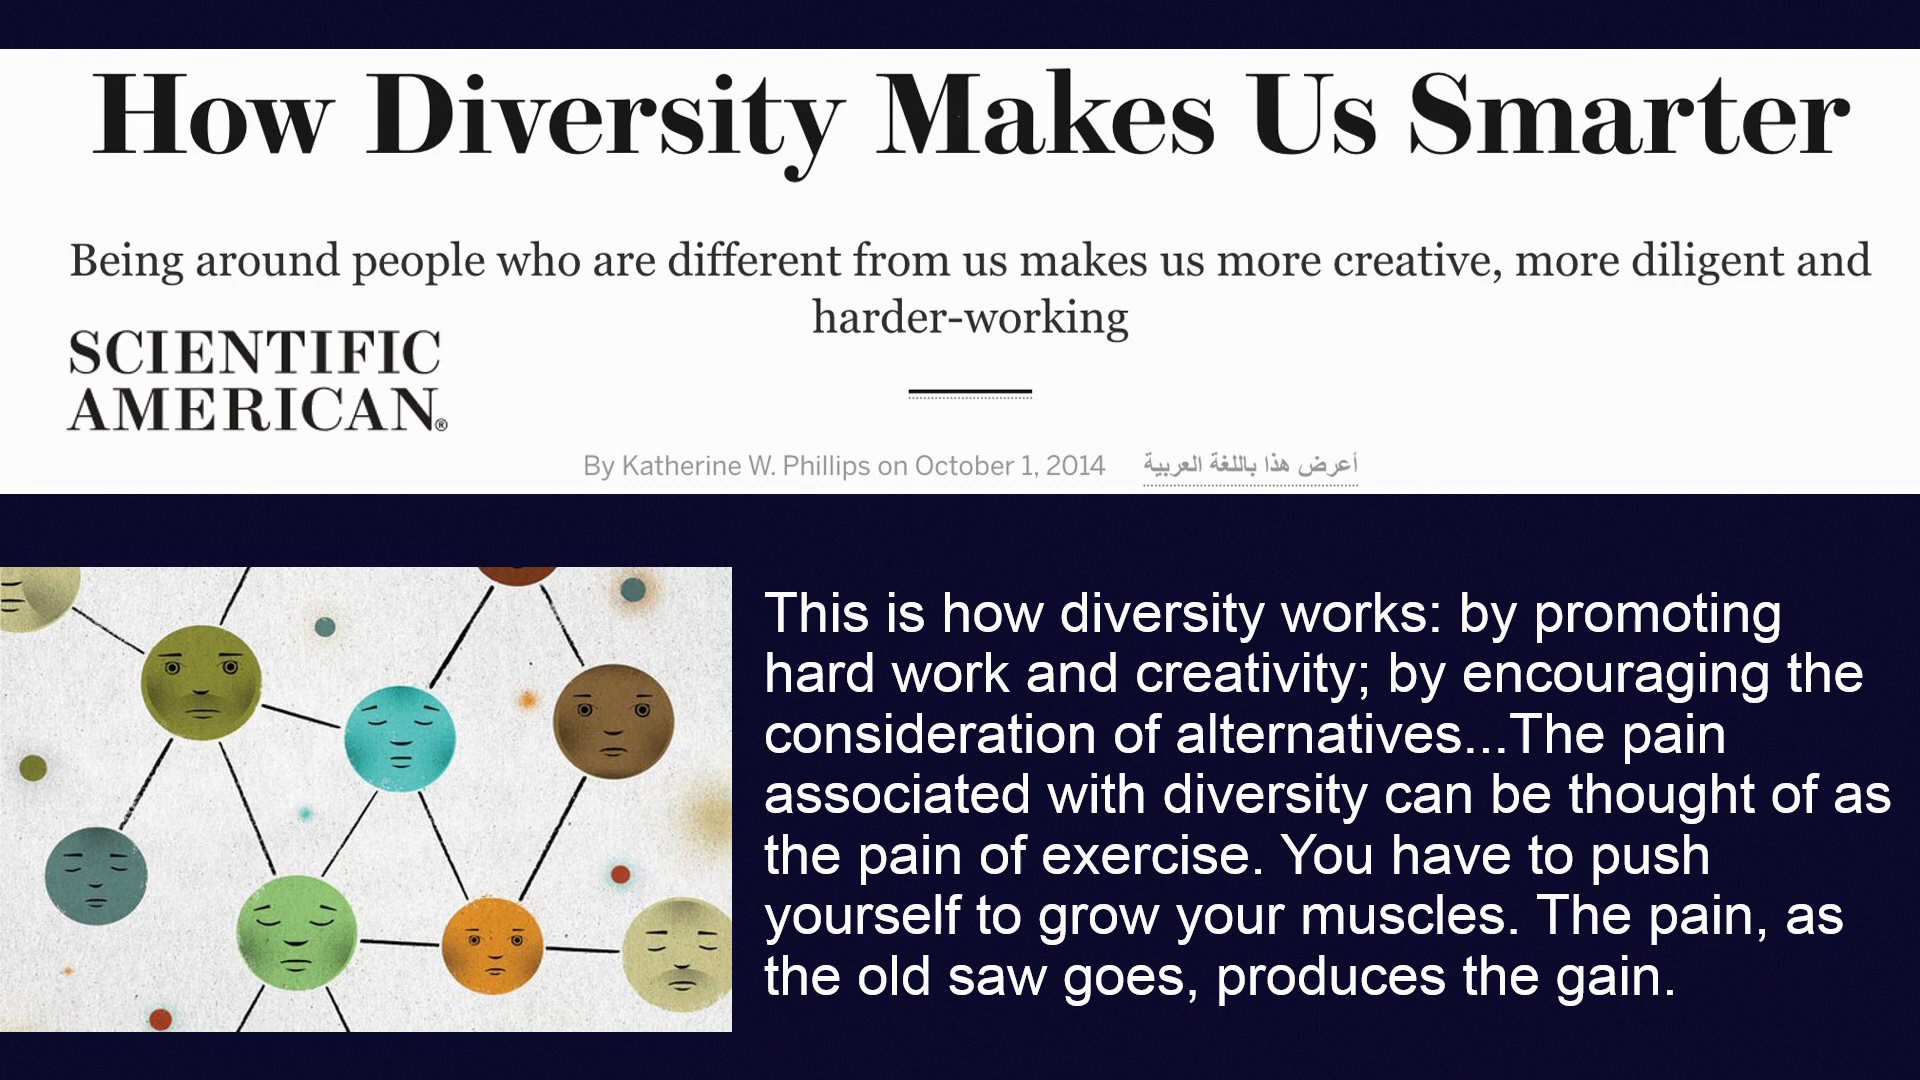 How Diversity Makes Us Smarter
Being around people who are different from us makes us more creative, more diligent and
harder-working
SCIENTIFIC
AMERICAN®
By Katherine W. Phillips on October 1, 2014 أعرض هذا باللغة العربية
This is how diversity works: by promoting
hard work and creativity; by encouraging the
consideration of alternatives...The pain
associated with diversity can be thought of as
the pain of exercise. You have to push
yourself to grow your muscles. The pain, as
the old saw goes, produces the gain.